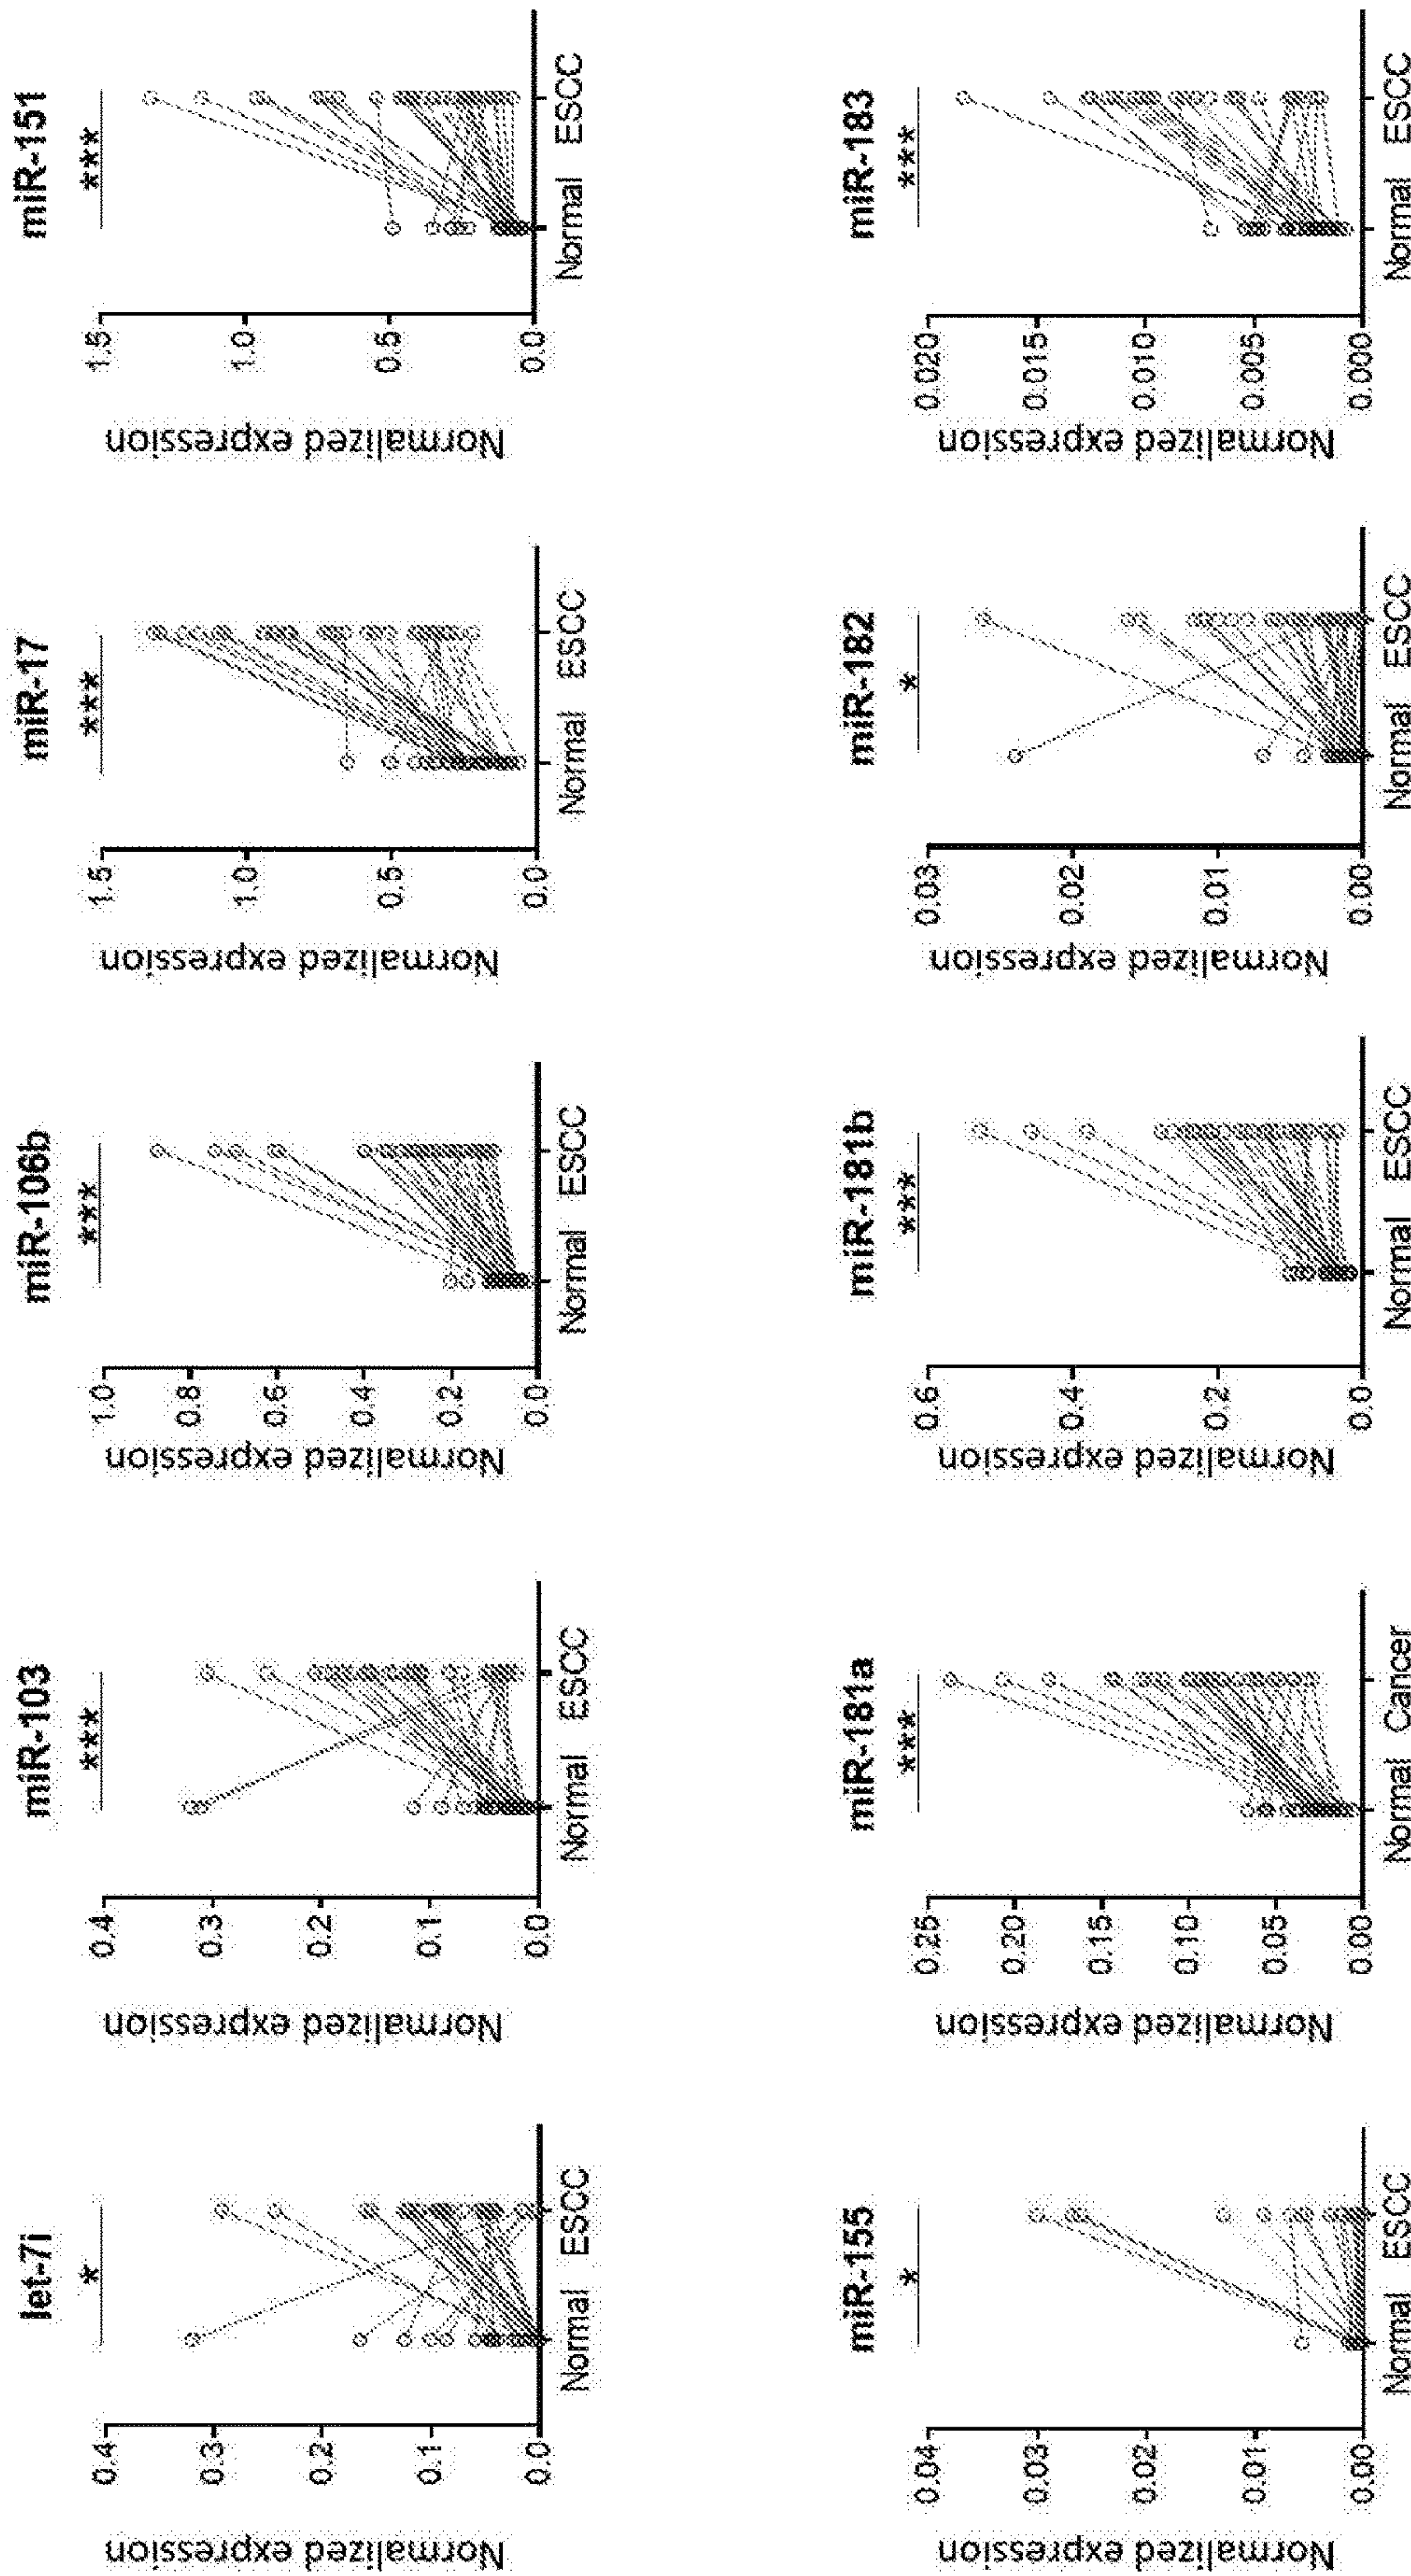 let-7i
*
Normalized expression
0.4
0.3
0.2
0.1
0.0
Normal ESCC
miR-103
***
Normalized expression
0.4
0.3
0.2
0.1
0.0
Normal ESCC
miR-106b
***
Normalized expression
1.0
0.8
0.6
0.4
0.2
0.0
Normal ESCC
miR-17
***
Normalized expression
1.5
1.0
0.5
0.0
Normal ESCC
miR-151
***
Normalized expression
1.5
1.0
0.5
0.0
Normal ESCC
miR-155
*
Normalized expression
0.04
0.03
0.02
0.01
0.00
Normal ESCC
miR-181a
***
Normalized expression
0.25
0.20
0.15
0.10
0.05
0.00
Normal Cancer
miR-181b
***
Normalized expression
0.6
0.4
0.2
0.0
Normal ESCC
miR-182
*
Normalized expression
0.03
0.02
0.01
0.00
Normal ESCC
miR-183
***
Normalized expression
0.020
0.015
0.010
0.005
0.000
Normal ESCC